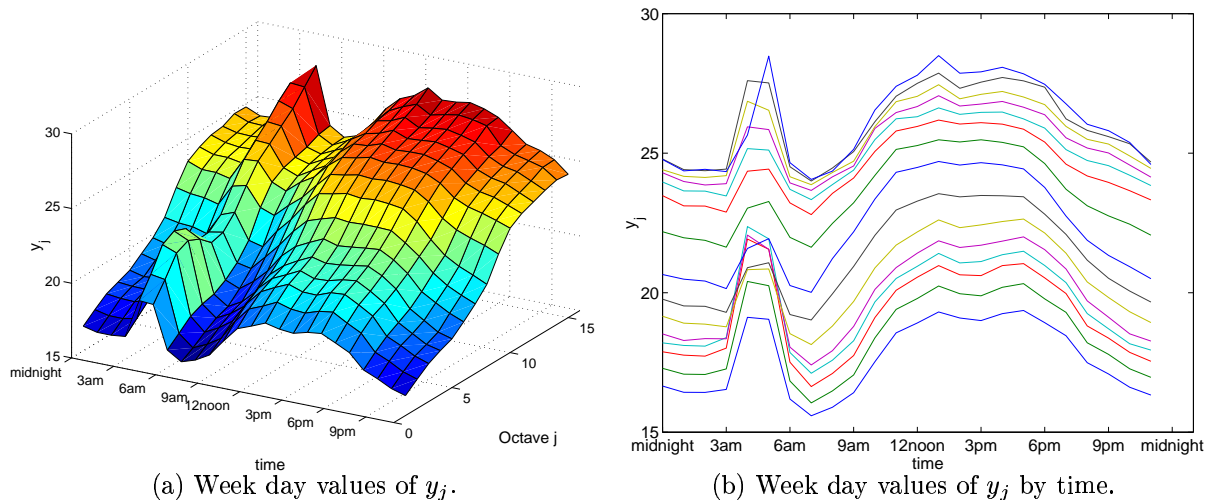 30
25
20
15
y_j
midnight
3am
6am
9am
12noon
3pm
6pm
9pm
time
0
5
10
15
Octave j
(a) Week day values of y_j.
30
25
20
15
y_j
midnight
3am
6am
9am
12noon
3pm
6pm
9pm
midnight
time
(b) Week day values of y_j by time.